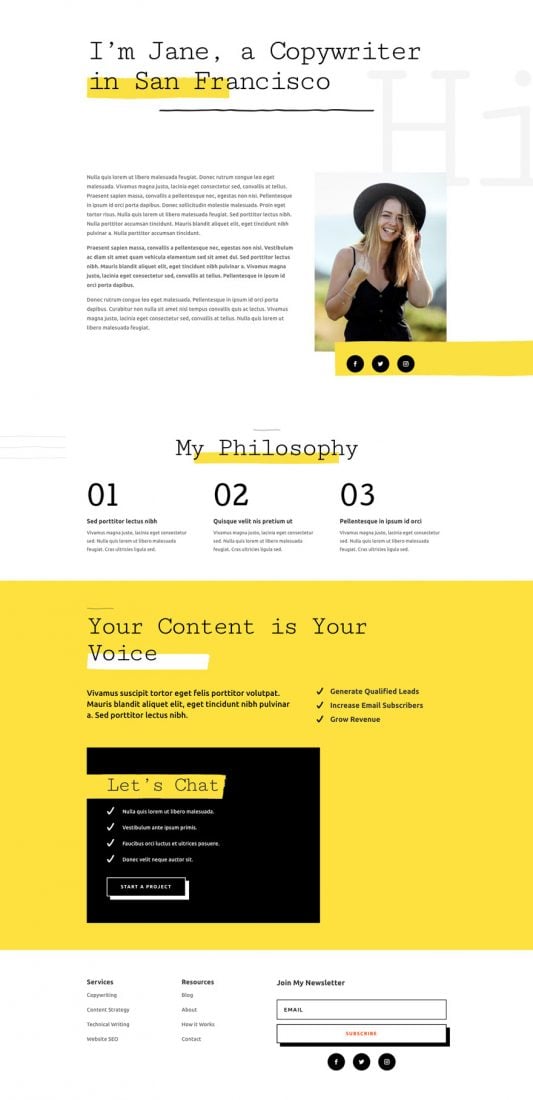 I’m Jane, a Copywriter
in San Francisco
Hi
Nulla quis lorem ut libero malesuada feugiat. Donec rutrum congue leo eget
malesuada. Vivamus magna justo, lacinia eget consectetur sed, convallis at tellus.
Praesent sapien massa, convallis a pellentesque nec, egestas non nisi. Pellentesque
in ipsum id orci porta dapibus. Donec sollicitudin molestie malesuada. Proin eget
tortor risus. Nulla quis lorem ut libero malesuada feugiat. Sed porttitor lectus nibh.
Nulla porttitor accumsan tincidunt. Mauris blandit aliquet elit, eget tincidunt nibh
pulvinar a. Nulla porttitor accumsan tincidunt.
Praesent sapien massa, convallis a pellentesque nec, egestas non nisi. Vestibulum
ac diam sit amet quam vehicula elementum sed sit amet dui. Sed porttitor lectus
nibh. Mauris blandit aliquet elit, eget tincidunt nibh pulvinar a. Vivamus magna
justo, lacinia eget consectetur sed, convallis at tellus. Pellentesque in ipsum id
orci porta dapibus.
Donec rutrum congue leo eget malesuada. Pellentesque in ipsum id orci porta
dapibus. Curabitur non nulla sit amet nisl tempus convallis quis ac lectus. Vivamus
magna justo, lacinia eget consectetur sed, convallis at tellus. Nulla quis lorem ut
libero malesuada feugiat.
My Philosophy
01
Sed porttitor lectus nibh
Vivamus magna justo, lacinia eget consectetur
sed. Nulla quis lorem ut libero malesuada
feugiat. Cras ultricies ligula sed.
02
Quisque velit nis pretium ut
Vivamus magna justo, lacinia eget consectetur
sed. Nulla quis lorem ut libero malesuada
feugiat. Cras ultricies ligula sed.
03
Pellentesque in ipsum id orci
Vivamus magna justo, lacinia eget consectetur
sed. Nulla quis lorem ut libero malesuada
feugiat. Cras ultricies ligula sed.
Your Content is Your
Voice
Vivamus suscipit tortor eget felis porttitor volutpat.
Mauris blandit aliquet elit, eget tincidunt nibh pulvinar
a. Sed porttitor lectus nibh.
Generate Qualified Leads
Increase Email Subscribers
Grow Revenue
Let’s Chat
Nulla quis lorem ut libero malesuada.
Vestibulum ante ipsum primis.
Faucibus orci luctus et ultrices posuere.
Donec velit neque auctor sit.
START A PROJECT
Services
Copywriting
Content Strategy
Technical Writing
Website SEO
Resources
Blog
About
How it Works
Contact
Join My Newsletter
EMAIL
SUBSCRIBE